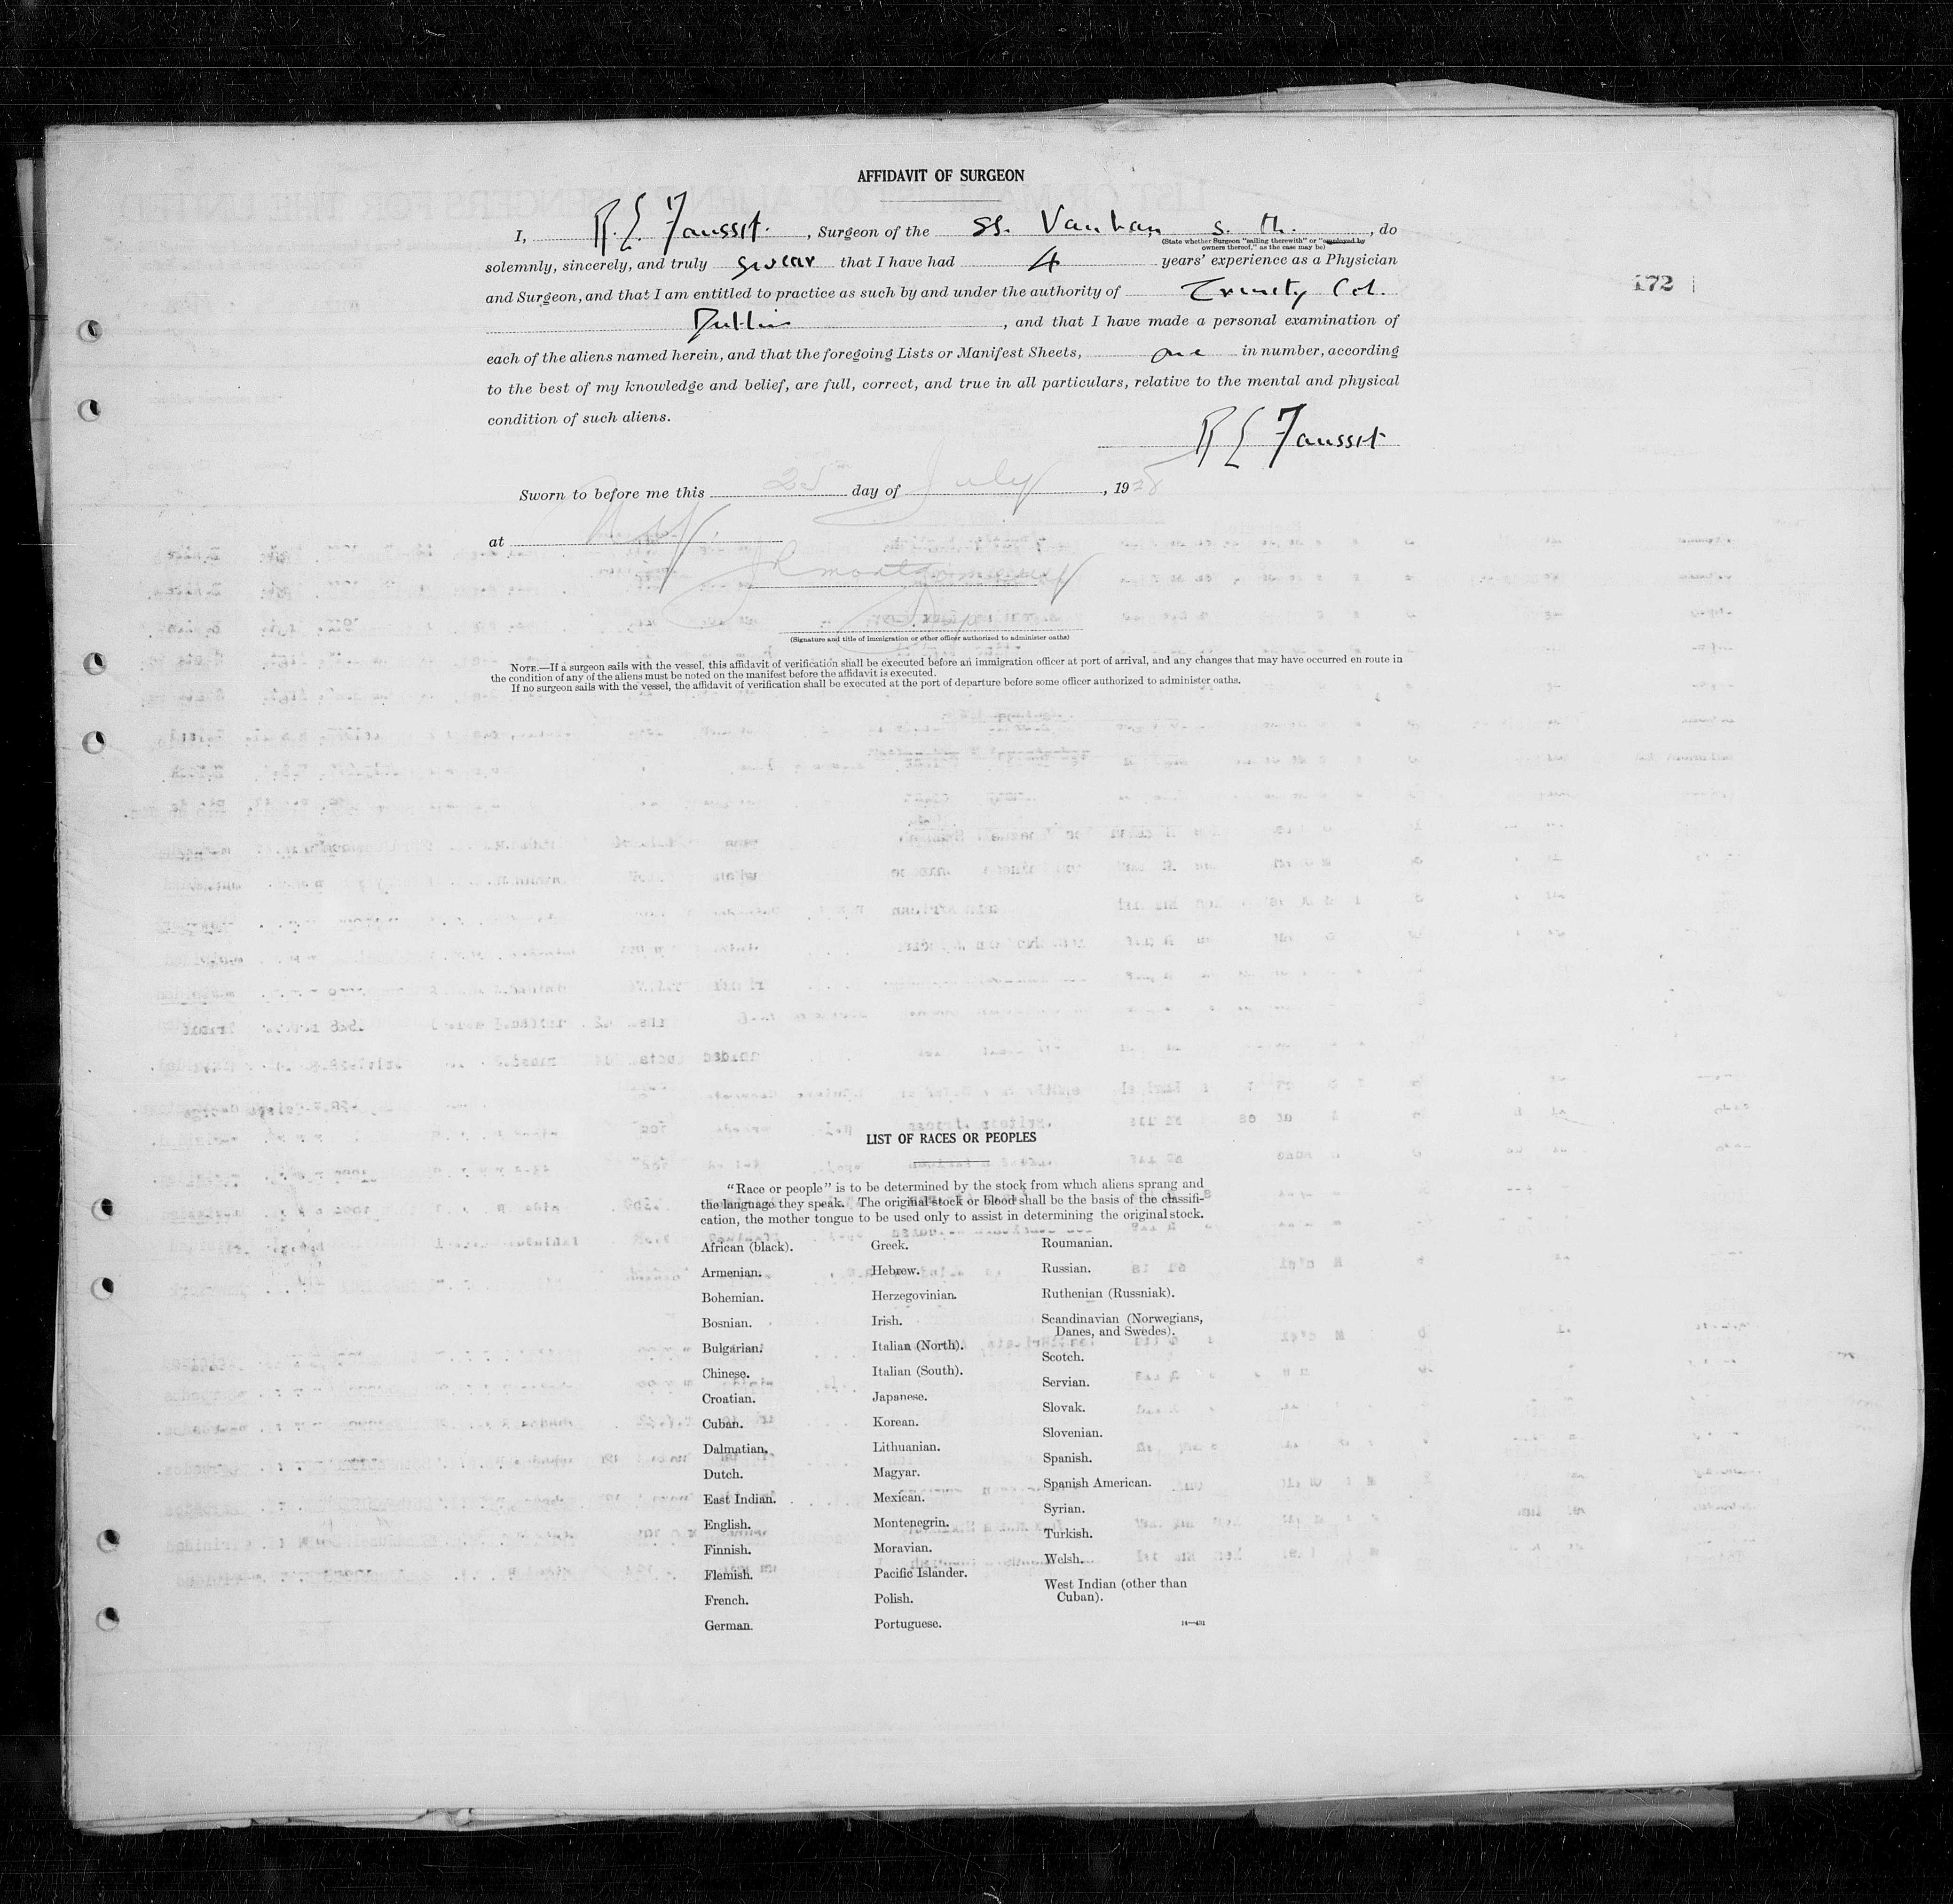 AFFIDAVIT OF SURGEON
I, R. E. Fausset. , Surgeon of the SS. Vauban, s. th. , do
(State whether Surgeon "sailing therewith" or "employed by
owners thereof," as the case may be)
solemnly, sincerely, and truly swear that I have had 4 years' experience as a Physician
172
and Surgeon, and that I am entitled to practice as such by and under the authority of Trinity Col.
Dublin , and that I have made a personal examination of
each of the aliens named herein, and that the foregoing Lists or Manifest Sheets, one in number, according
to the best of my knowledge and belief, are full, correct, and true in all particulars, relative to the mental and physical
condition of such aliens.
R E Fausset
Sworn to before me this 25 day of July , 1928
at
(Signature and title of immigration or other officer authorized to administer oaths)
NOTE.—If a surgeon sails with the vessel, this affidavit of verification shall be executed before an immigration officer at port of arrival, and any changes that may have occurred en route in
the condition of any of the aliens must be noted on the manifest before the affidavit is executed.
If no surgeon sails with the vessel, the affidavit of verification shall be executed at the port of departure before some officer authorized to administer oaths.
LIST OF RACES OR PEOPLES
"Race or people" is to be determined by the stock from which aliens sprang and
the language they speak. The original stock or blood shall be the basis of the classifi-
cation, the mother tongue to be used only to assist in determining the original stock.
African (black).
Armenian.
Bohemian.
Bosnian.
Bulgarian.
Chinese.
Croatian.
Cuban.
Dalmatian.
Dutch.
East Indian.
English.
Finnish.
Flemish.
French.
German.
Greek.
Hebrew.
Herzegovinian.
Irish.
Italian (North).
Italian (South).
Japanese.
Korean.
Lithuanian.
Magyar.
Mexican.
Montenegrin.
Moravian.
Pacific Islander.
Polish.
Portuguese.
Roumanian.
Russian.
Ruthenian (Russniak).
Scandinavian (Norwegians,
Danes, and Swedes).
Scotch.
Servian.
Slovak.
Slovenian.
Spanish.
Spanish American.
Syrian.
Turkish.
Welsh.
West Indian (other than
Cuban).